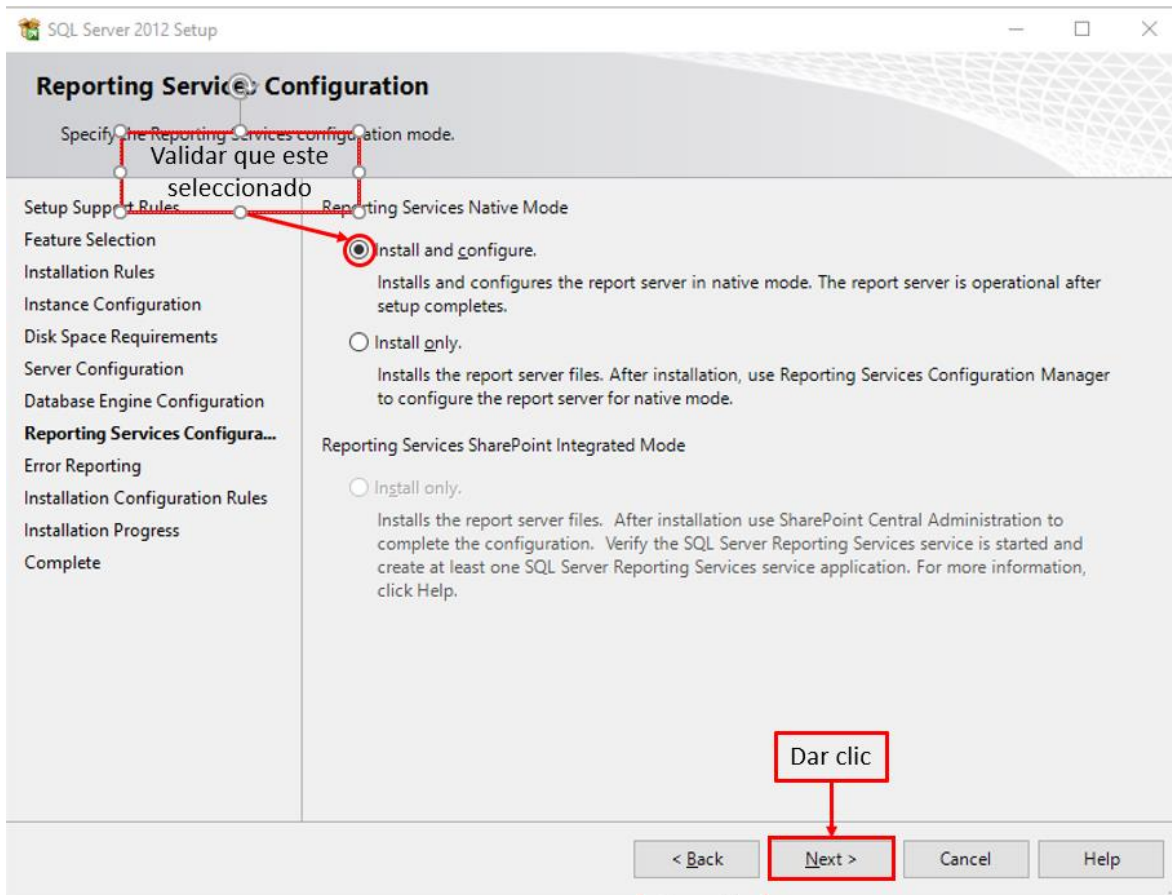 SQL Server 2012 Setup
Reporting Services Configuration
Specify the Reporting Services configuration mode.
Validar que este
seleccionado
Setup Support Rules
Feature Selection
Installation Rules
Instance Configuration
Disk Space Requirements
Server Configuration
Database Engine Configuration
Reporting Services Configura...
Error Reporting
Installation Configuration Rules
Installation Progress
Complete
Reporting Services Native Mode
Install and configure.
Installs and configures the report server in native mode. The report server is operational after
setup completes.
Install only.
Installs the report server files. After installation, use Reporting Services Configuration Manager
to configure the report server for native mode.
Reporting Services SharePoint Integrated Mode
Install only.
Installs the report server files.  After installation use SharePoint Central Administration to
complete the configuration.  Verify the SQL Server Reporting Services service is started and
create at least one SQL Server Reporting Services service application. For more information,
click Help.
Dar clic
< Back
Next >
Cancel
Help